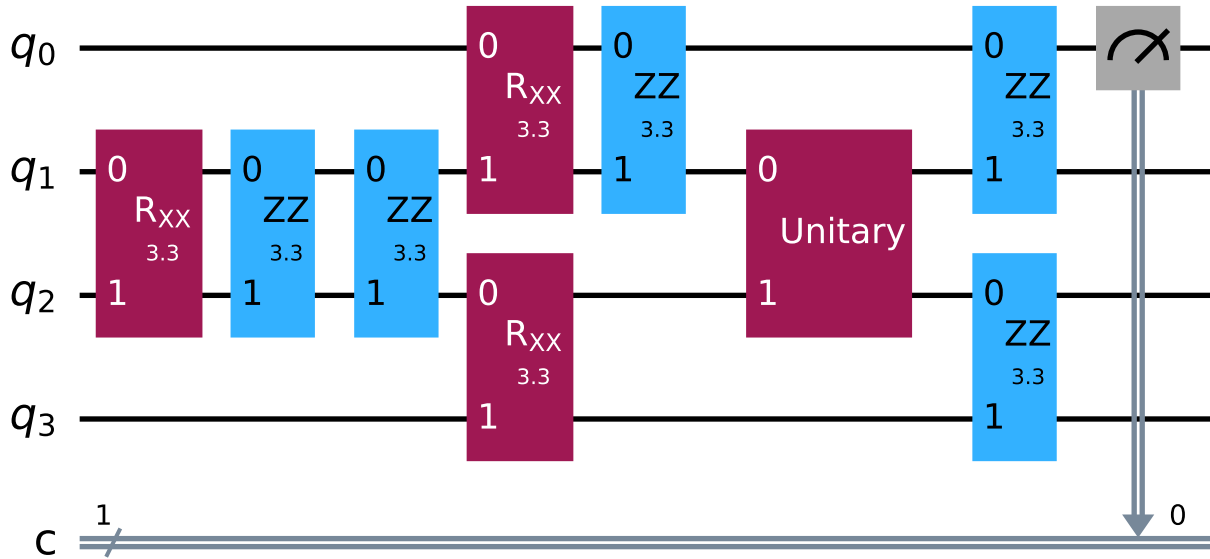 q0 0 0 0
RXX ZZ ZZ
3.3 3.3 3.3
q1 0 0 0 1 1 0 1
RXX ZZ ZZ Unitary
3.3 3.3 3.3
q2 1 1 1 0 1 0
RXX ZZ
3.3 3.3
q3 1 1
1 0
c